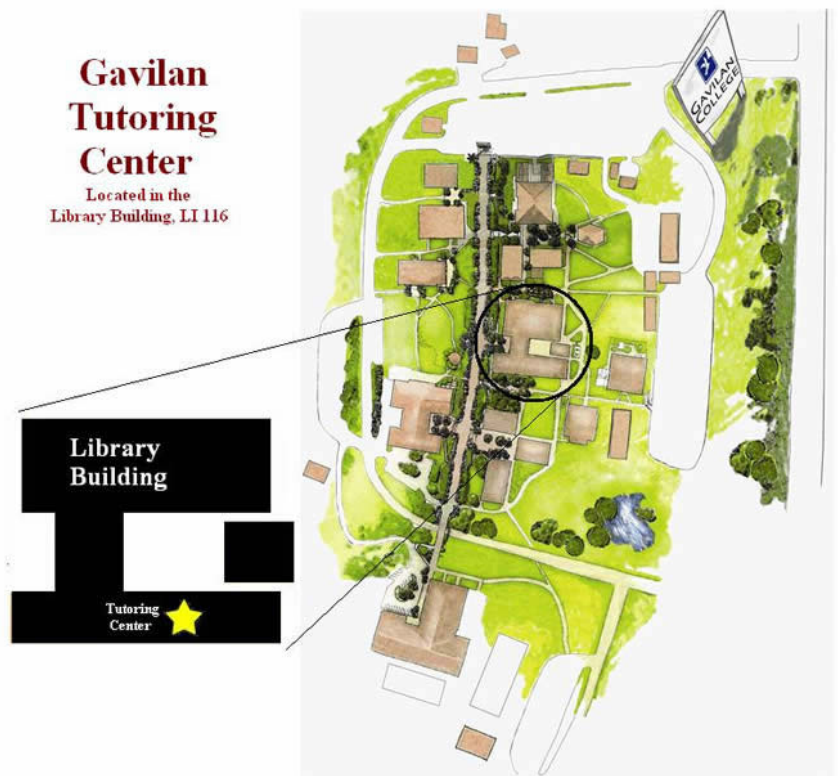 Gavilan
Tutoring
Center
Located in the
Library Building, LI 116
GAVILAN
COLLEGE
Library
Building
Tutoring
Center